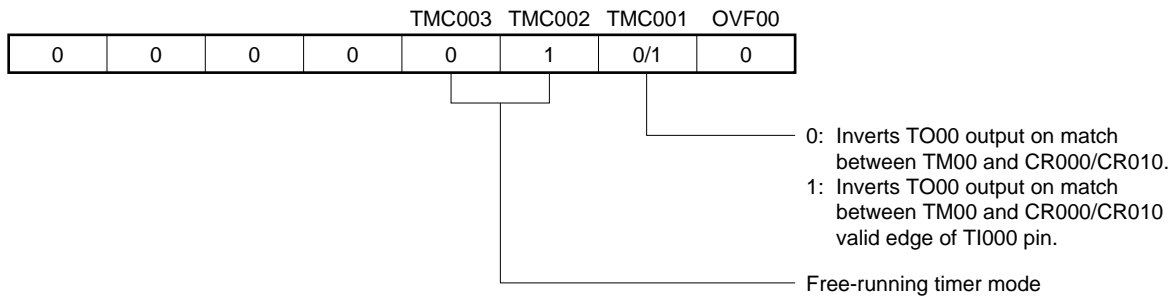 TMC003 TMC002 TMC001 OVF00
0 0 0 0 0 1 0/1 0
0: Inverts TO00 output on match
between TM00 and CR000/CR010.
1: Inverts TO00 output on match
between TM00 and CR000/CR010
valid edge of TI000 pin.
Free-running timer mode